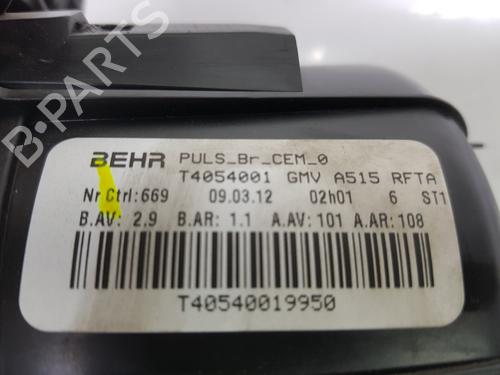 BEHR PULS_Br_CEM_0
T4054001 GMV A515 RFTA
Nr Ctrl:669 09.03.12 02h01 6 ST1
B.AV: 2.9 B.AR: 1.1 A.AV: 101 A.AR: 108
T40540019950
B-PARTS